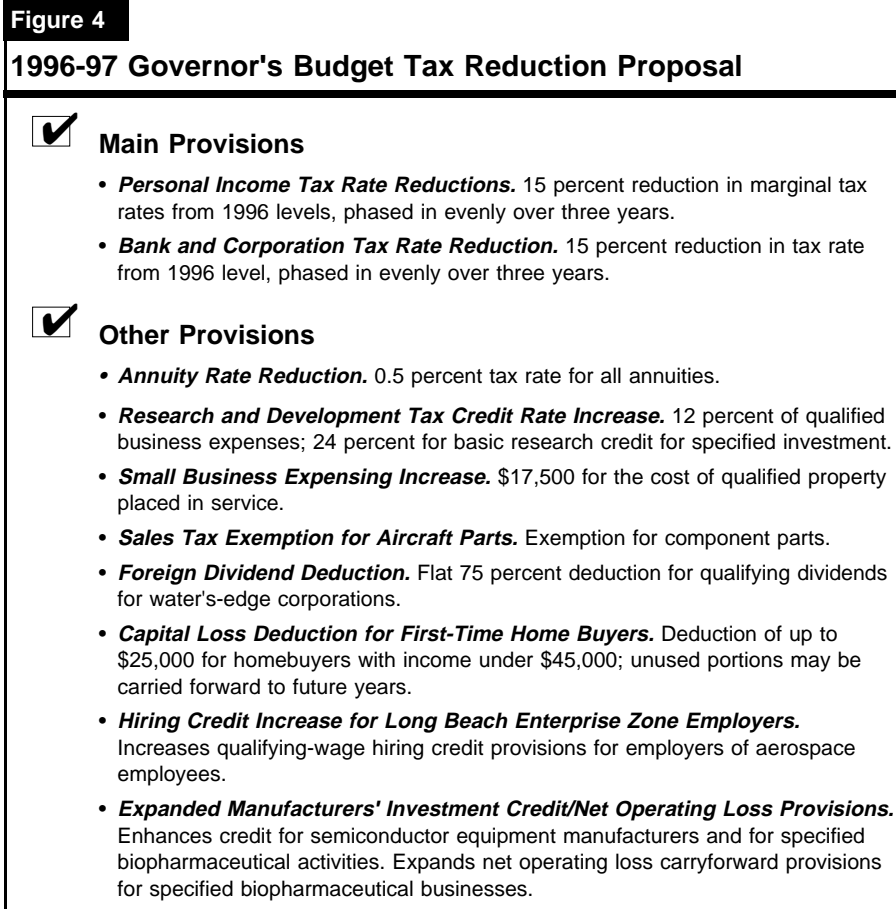 Figure 4
1996-97 Governor's Budget Tax Reduction Proposal
Main Provisions
• Personal Income Tax Rate Reductions. 15 percent reduction in marginal tax
rates from 1996 levels, phased in evenly over three years.
• Bank and Corporation Tax Rate Reduction. 15 percent reduction in tax rate
from 1996 level, phased in evenly over three years.
Other Provisions
• Annuity Rate Reduction. 0.5 percent tax rate for all annuities.
• Research and Development Tax Credit Rate Increase. 12 percent of qualified
business expenses; 24 percent for basic research credit for specified investment.
• Small Business Expensing Increase. $17,500 for the cost of qualified property
placed in service.
• Sales Tax Exemption for Aircraft Parts. Exemption for component parts.
• Foreign Dividend Deduction. Flat 75 percent deduction for qualifying dividends
for water's-edge corporations.
• Capital Loss Deduction for First-Time Home Buyers. Deduction of up to
$25,000 for homebuyers with income under $45,000; unused portions may be
carried forward to future years.
• Hiring Credit Increase for Long Beach Enterprise Zone Employers.
Increases qualifying-wage hiring credit provisions for employers of aerospace
employees.
• Expanded Manufacturers' Investment Credit/Net Operating Loss Provisions.
Enhances credit for semiconductor equipment manufacturers and for specified
biopharmaceutical activities. Expands net operating loss carryforward provisions
for specified biopharmaceutical businesses.